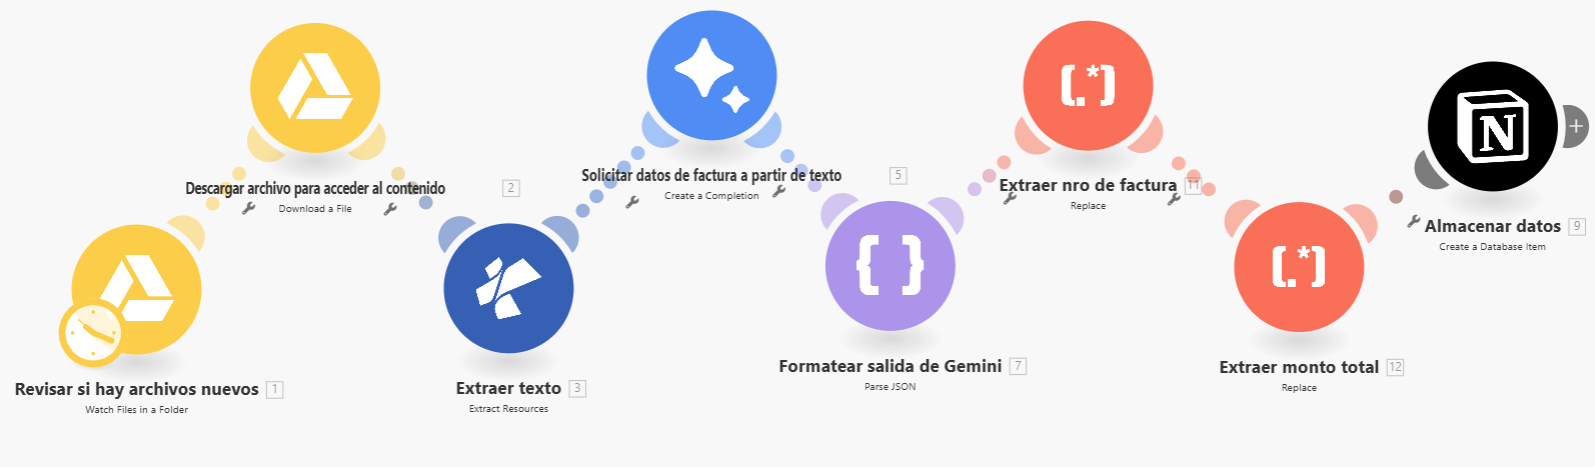 Revisar si hay archivos nuevos 1
Watch Files in a Folder
Descargar archivo para acceder al contenido 2
Download a File
Extraer texto 3
Extract Resources
Solicitar datos de factura a partir de texto 5
Create a Completion
{ }
Formatear salida de Gemini 7
Parse JSON
[.*]
Extraer nro de factura 11
Replace
[.*]
Extraer monto total 12
Replace
N
+
Almacenar datos 9
Create a Database Item